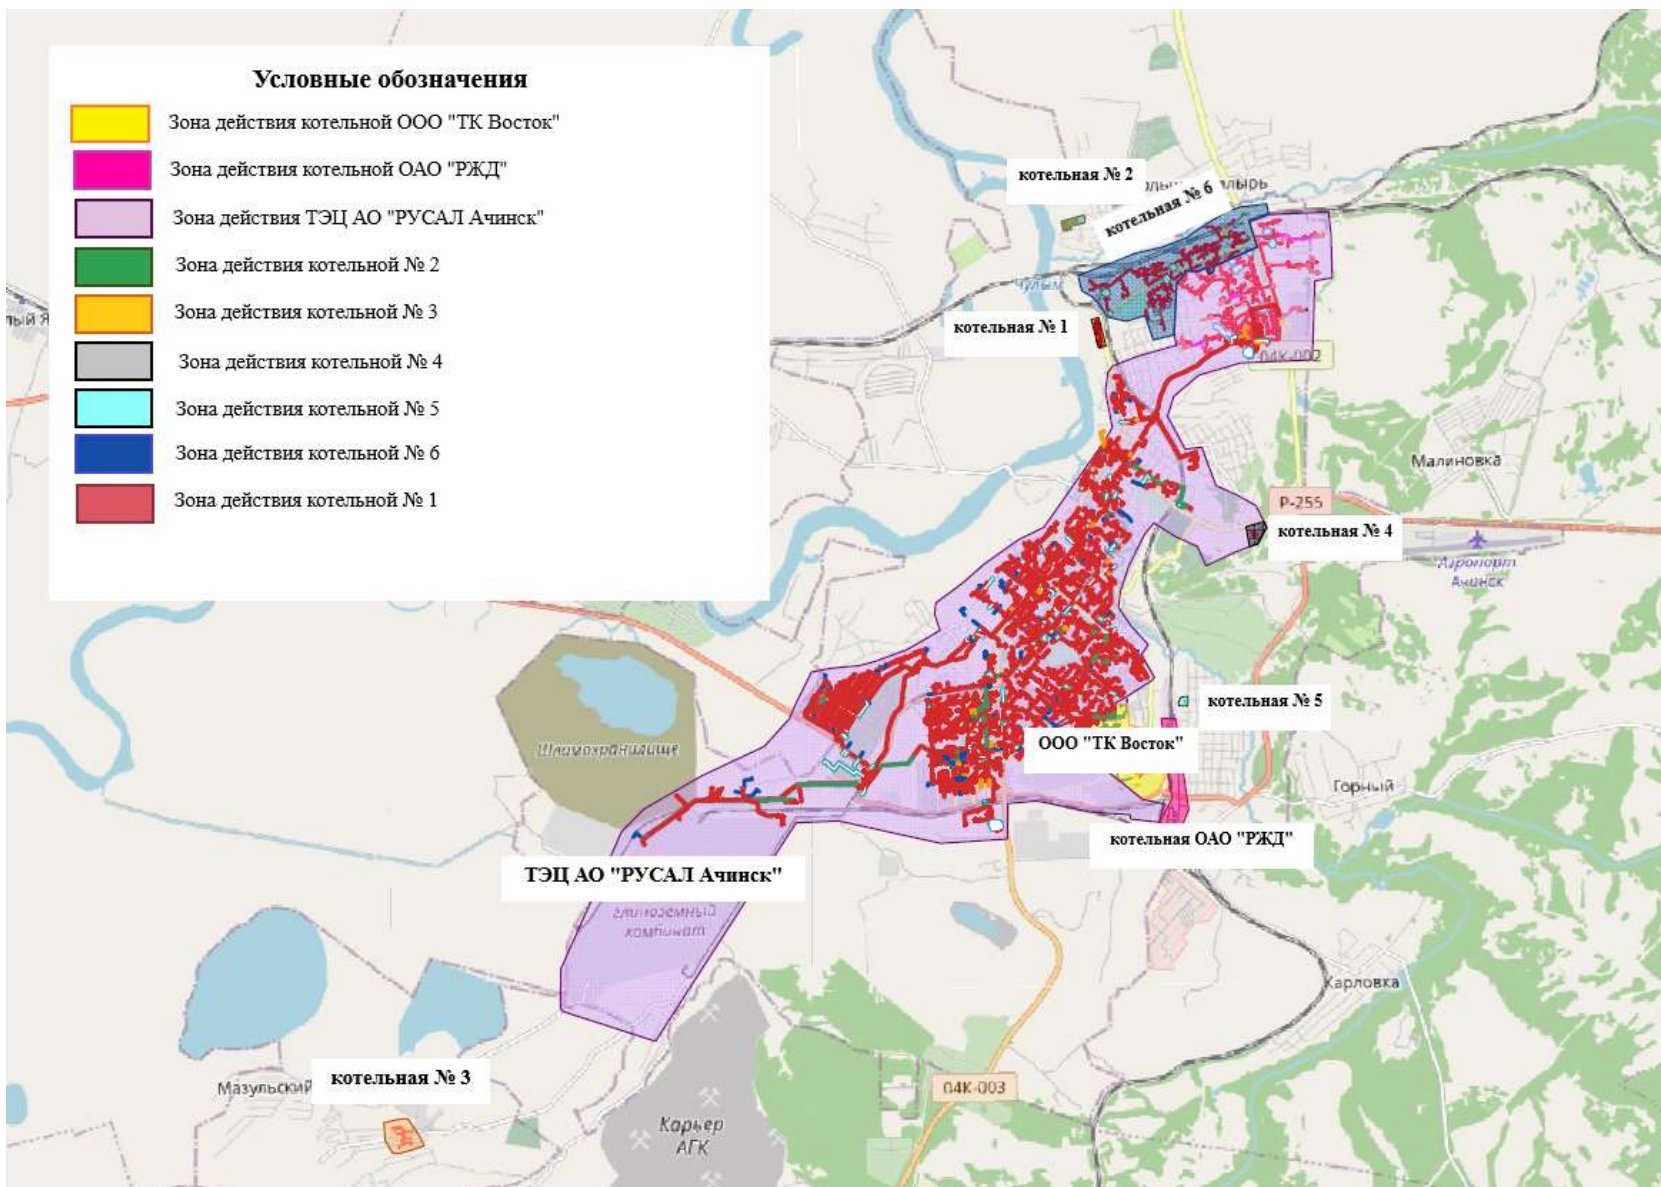 Условные обозначения
Зона действия котельной ООО "ТК Восток"
Зона действия котельной ОАО "РЖД"
Зона действия ТЭЦ АО "РУСАЛ Ачинск"
Зона действия котельной № 2
Зона действия котельной № 3
Зона действия котельной № 4
Зона действия котельной № 5
Зона действия котельной № 6
Зона действия котельной № 1
котельная № 2
лырь
котельная № 6
Чулым
котельная № 1
04К-002
лый Я
Малиновка
Р-255
котельная № 4
Аэропорт
Ачинск
котельная № 5
ООО "ТК Восток"
Шламохранилище
Горный
котельная ОАО "РЖД"
ТЭЦ АО "РУСАЛ Ачинск"
глиноземный
комбинат
Карловка
котельная № 3
Мазульский
04К-003
Карьер
АГК